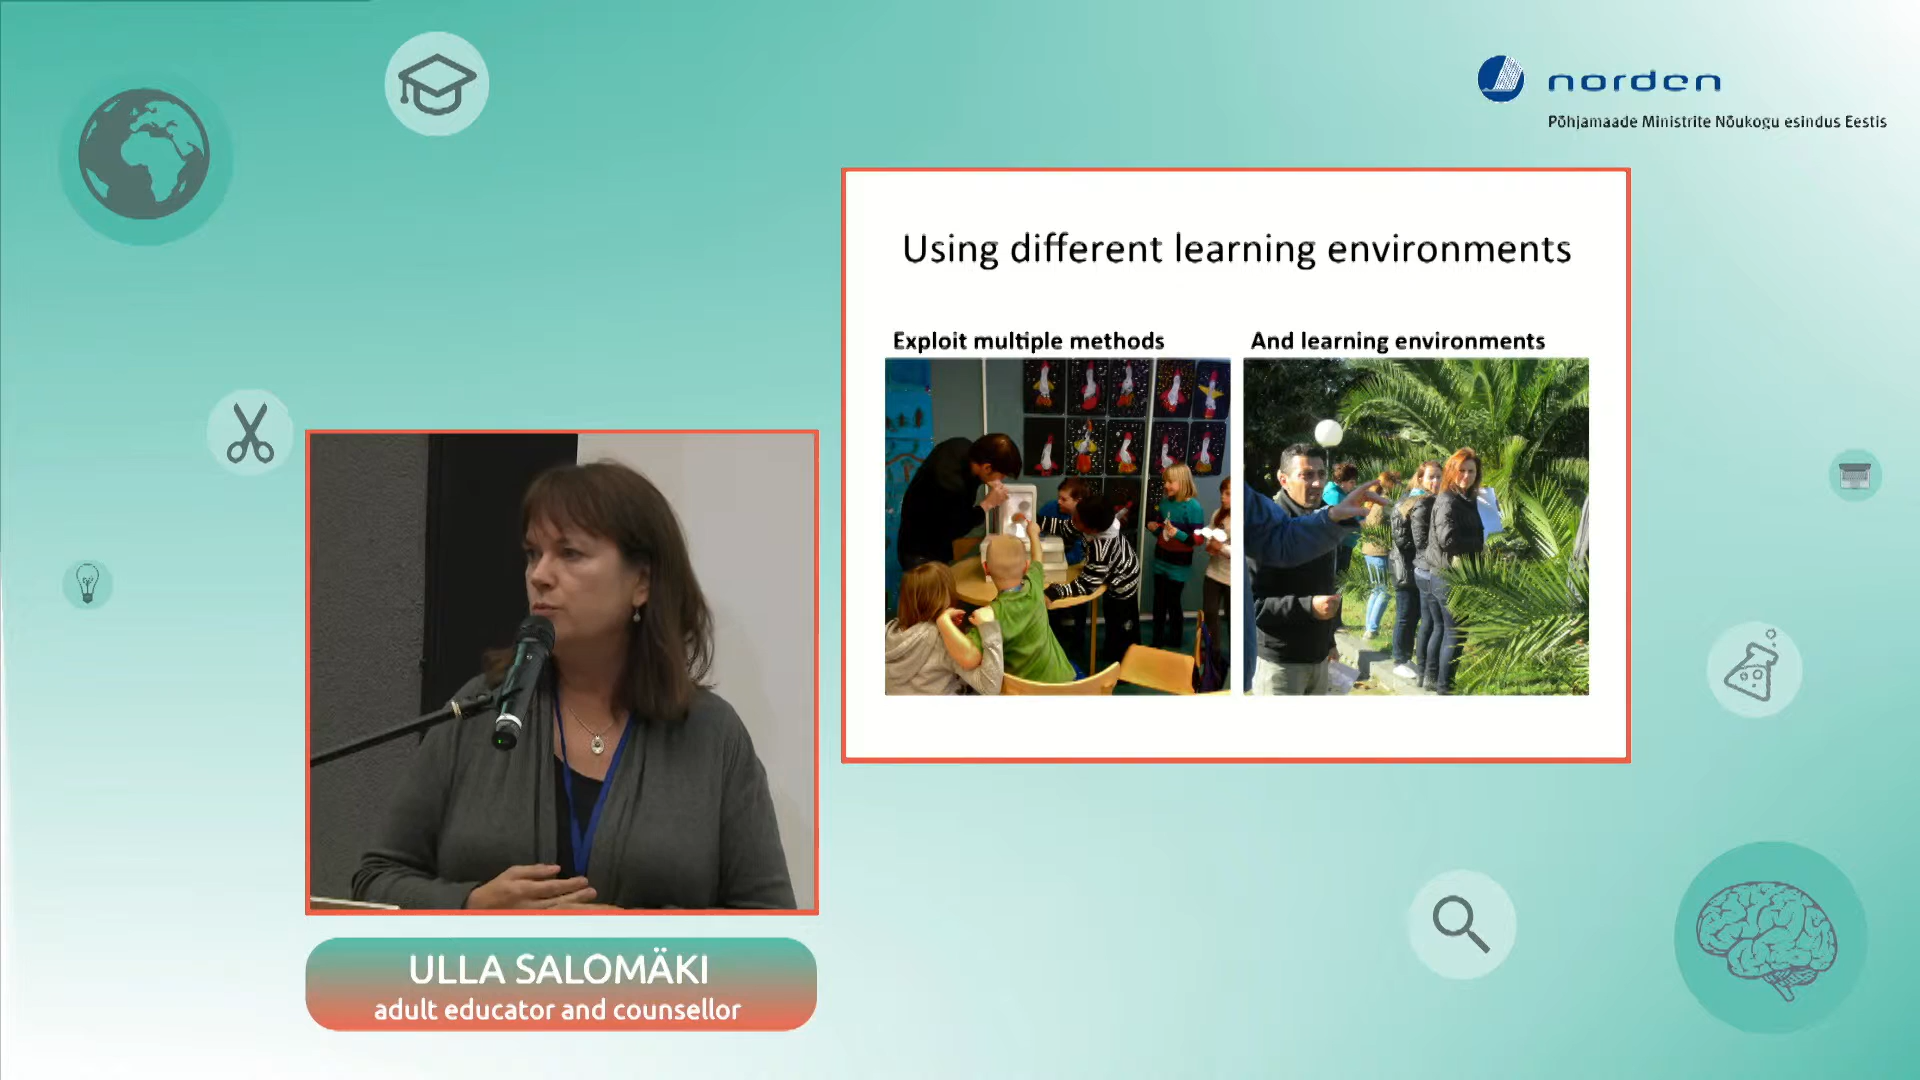 norden
Põhjamaade Ministrite Nõukogu esindus Eestis
Using different learning environments
Exploit multiple methods
And learning environments
ULLA SALOMÄKI
adult educator and counsellor